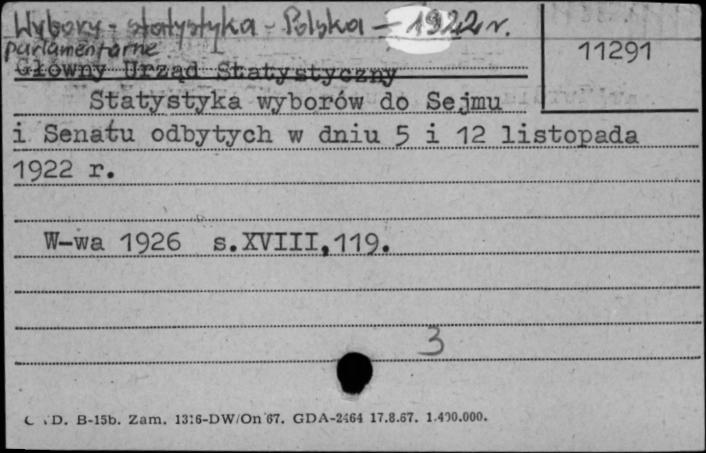 Wybory - statystyka - Polska - 1922 r.
parlamentarne
11291
Główny Urząd Statystyczny
Statystyka wyborów do Sejmu
i Senatu odbytych w dniu 5 i 12 listopada
1922 r.
W-wa 1926 s.XVIII,119.
3
D. B-15b. Zam. 1316-DW/On 67. GDA-2464 17.8.67. 1.400.000.